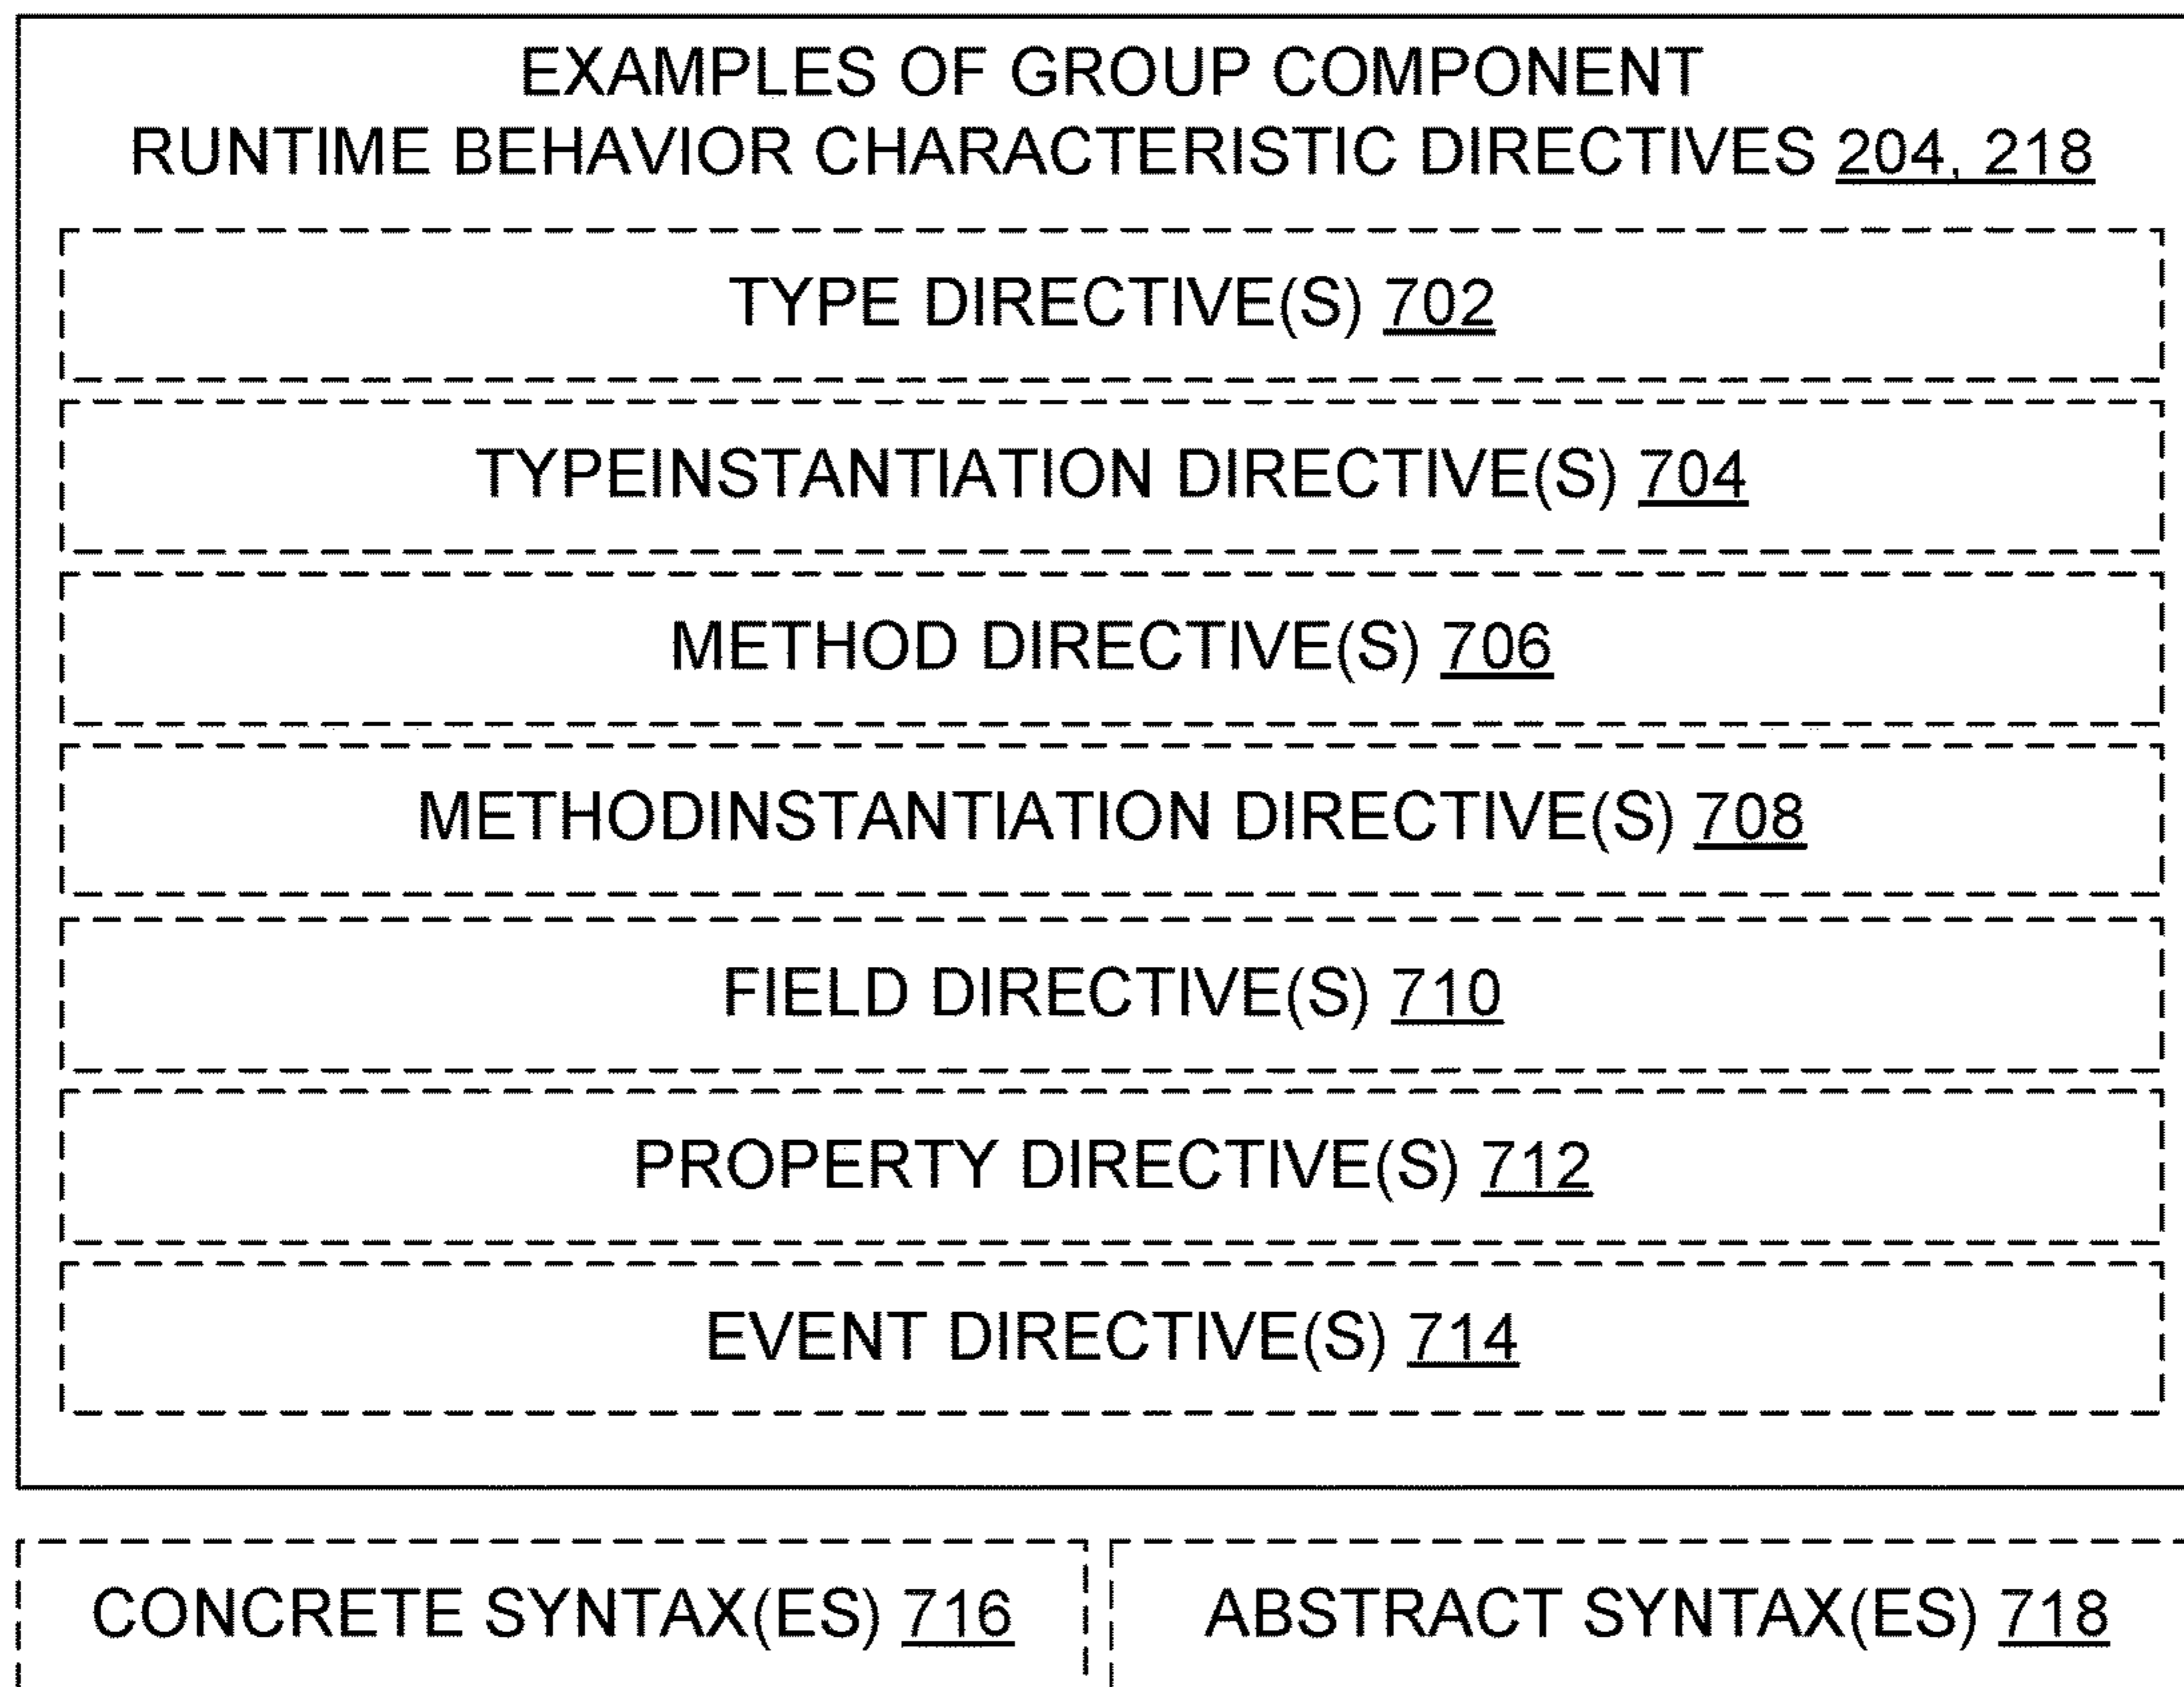 EXAMPLES OF GROUP COMPONENT
RUNTIME BEHAVIOR CHARACTERISTIC DIRECTIVES 204, 218
TYPE DIRECTIVE(S) 702
TYPEINSTANTIATION DIRECTIVE(S) 704
METHOD DIRECTIVE(S) 706
METHODINSTANTIATION DIRECTIVE(S) 708
FIELD DIRECTIVE(S) 710
PROPERTY DIRECTIVE(S) 712
EVENT DIRECTIVE(S) 714
CONCRETE SYNTAX(ES) 716
ABSTRACT SYNTAX(ES) 718